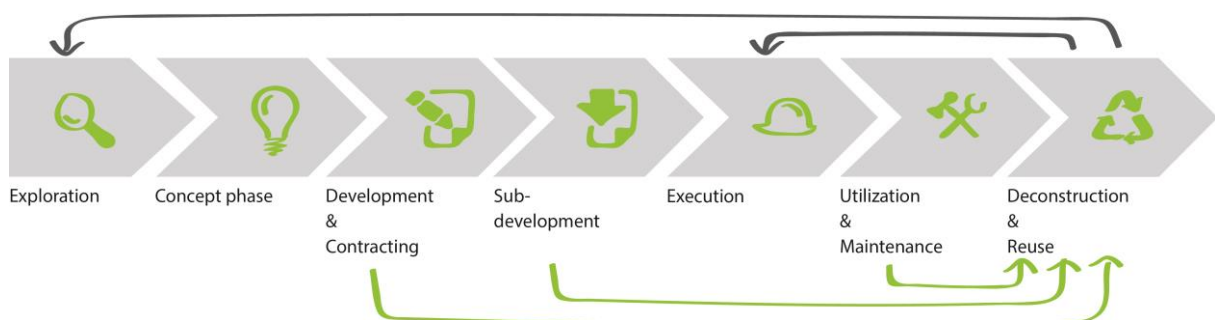 Exploration
Concept phase
Development
&
Contracting
Sub-
development
Execution
Utilization
&
Maintenance
Deconstruction
&
Reuse